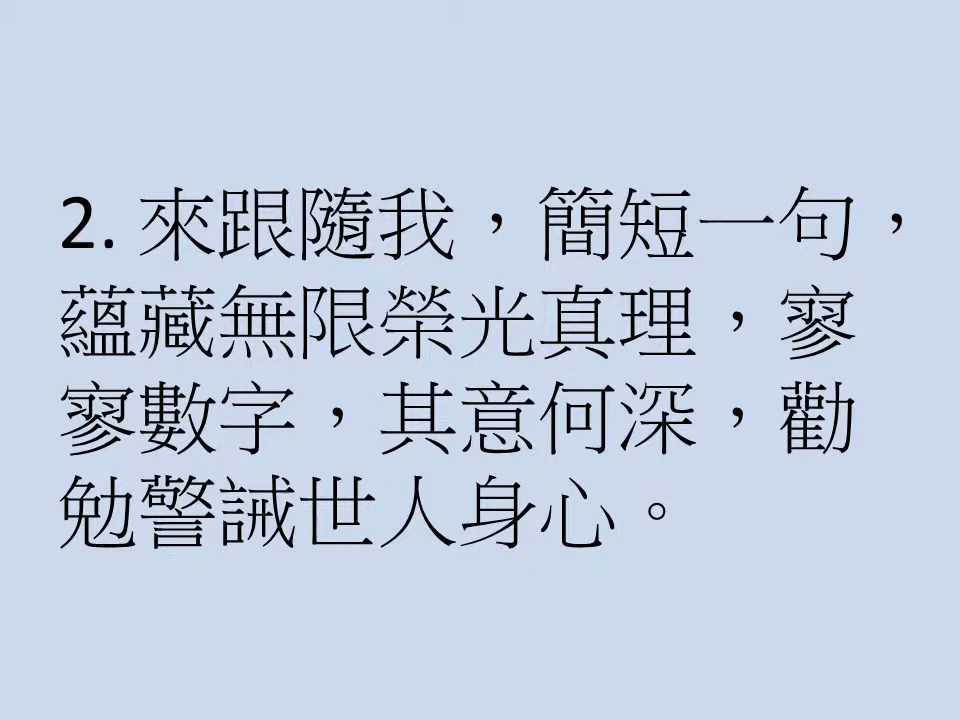 2. 來跟隨我，簡短一句，
蘊藏無限榮光真理，寥
寥數字，其意何深，勸
勉警誡世人身心。